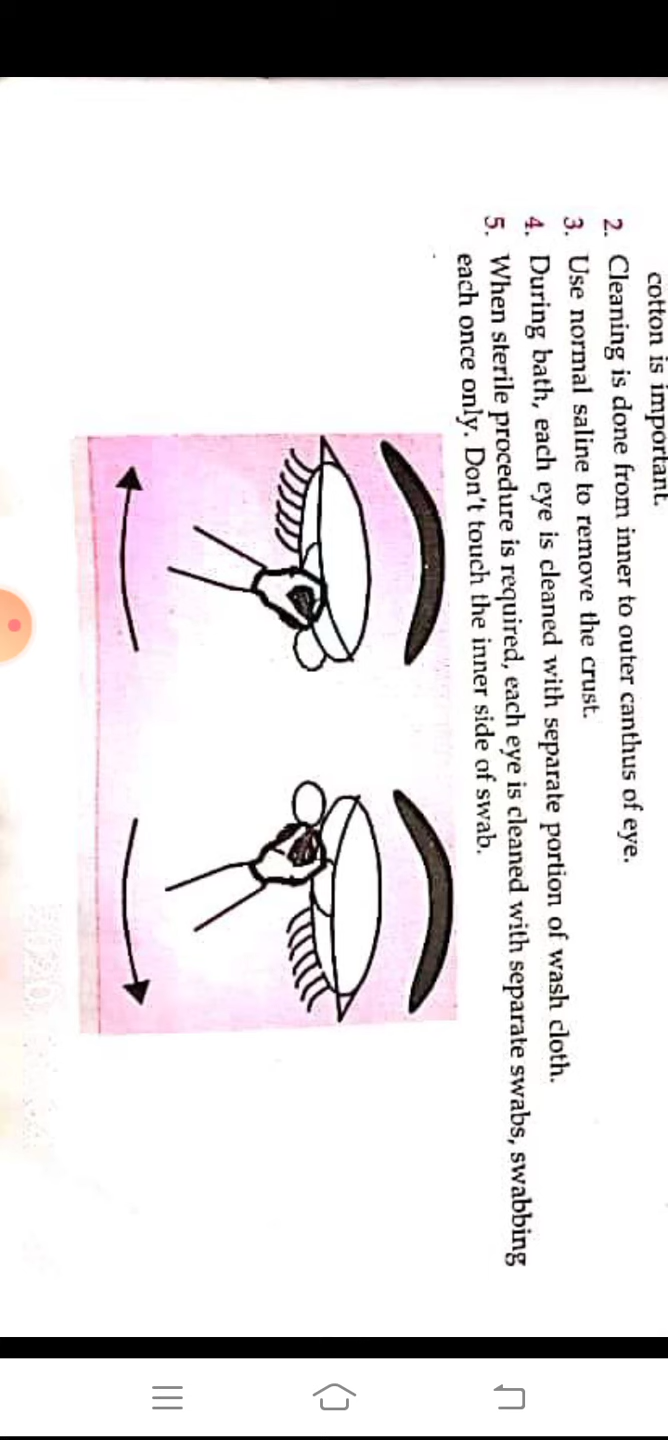 cotton is important.
2. Cleaning is done from inner to outer canthus of eye.
3. Use normal saline to remove the crust.
4. During bath, each eye is cleaned with separate portion of wash cloth.
5. When sterile procedure is required, each eye is cleaned with separate swabs, swabbing
each once only. Don't touch the inner side of swab.